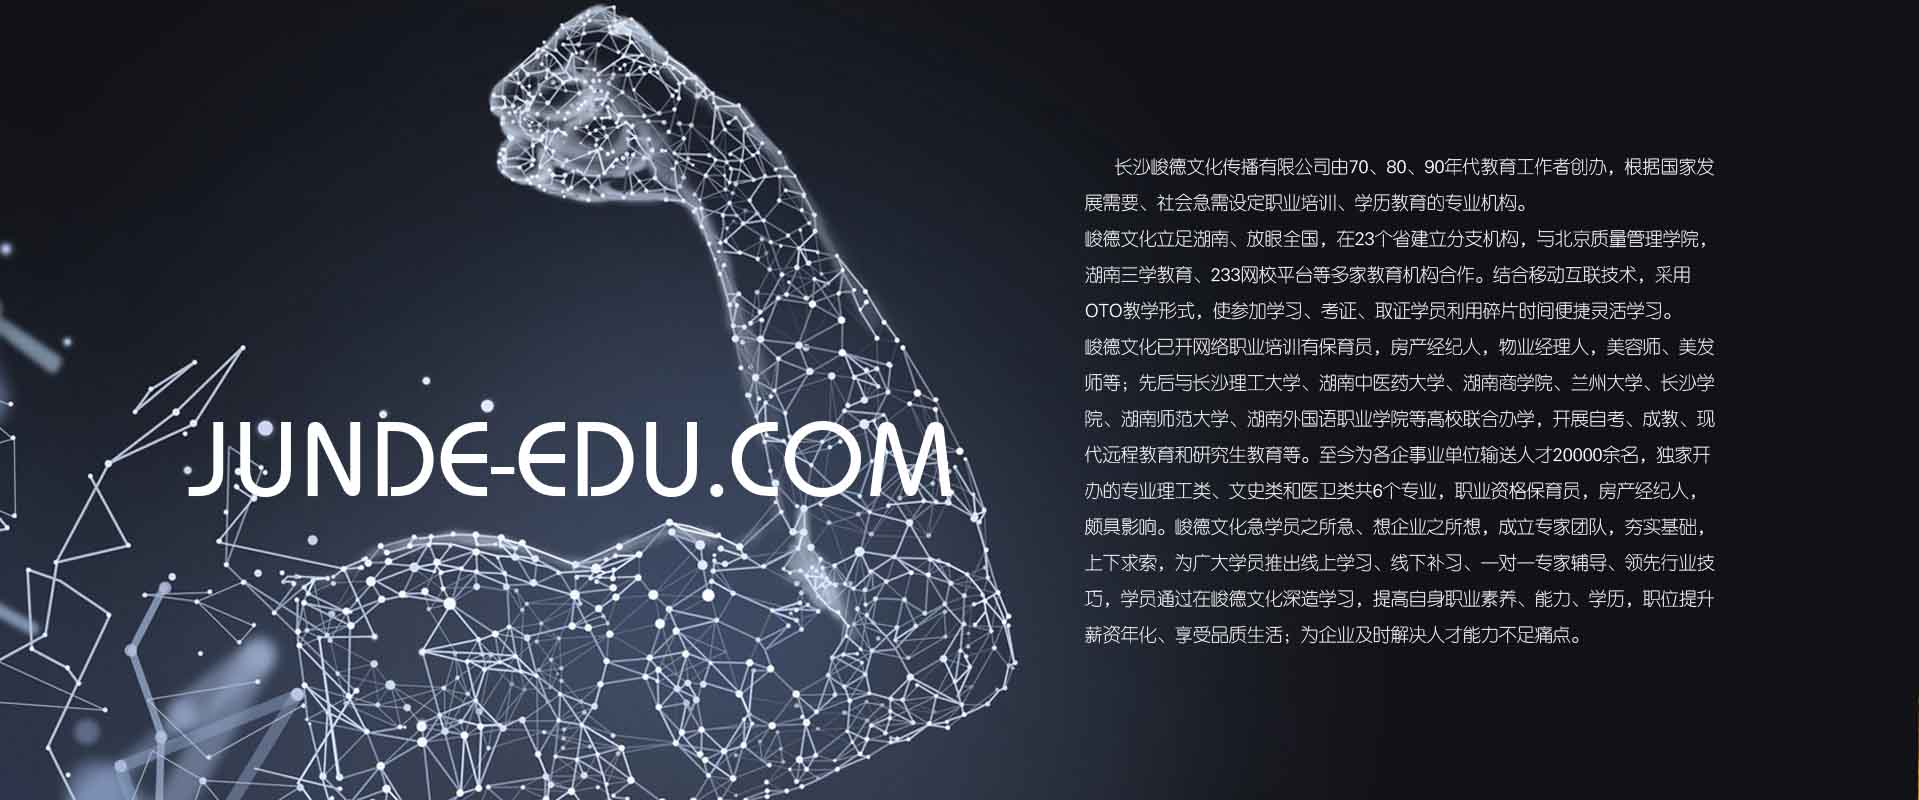 JUNDE-EDU.COM
长沙峻德文化传播有限公司由70、80、90年代教育工作者创办，根据国家发
展需要、社会急需设定职业培训、学历教育的专业机构。
峻德文化立足湖南、放眼全国，在23个省建立分支机构，与北京质量管理学院，
湖南三学教育、233网校平台等多家教育机构合作。结合移动互联技术，采用
OTO教学形式，使参加学习、考证、取证学员利用碎片时间便捷灵活学习。
峻德文化已开网络职业培训有保育员，房产经纪人，物业经理人，美容师、美发
师等；先后与长沙理工大学、湖南中医药大学、湖南商学院、兰州大学、长沙学
院、湖南师范大学、湖南外国语职业学院等高校联合办学，开展自考、成教、现
代远程教育和研究生教育等。至今为各企事业单位输送人才20000余名，独家开
办的专业理工类、文史类和医卫类共6个专业，职业资格保育员，房产经纪人，
颇具影响。峻德文化急学员之所急、想企业之所想，成立专家团队，夯实基础，
上下求索，为广大学员推出线上学习、线下补习、一对一专家辅导、领先行业技
巧，学员通过在峻德文化深造学习，提高自身职业素养、能力、学历，职位提升
薪资年化、享受品质生活；为企业及时解决人才能力不足痛点。